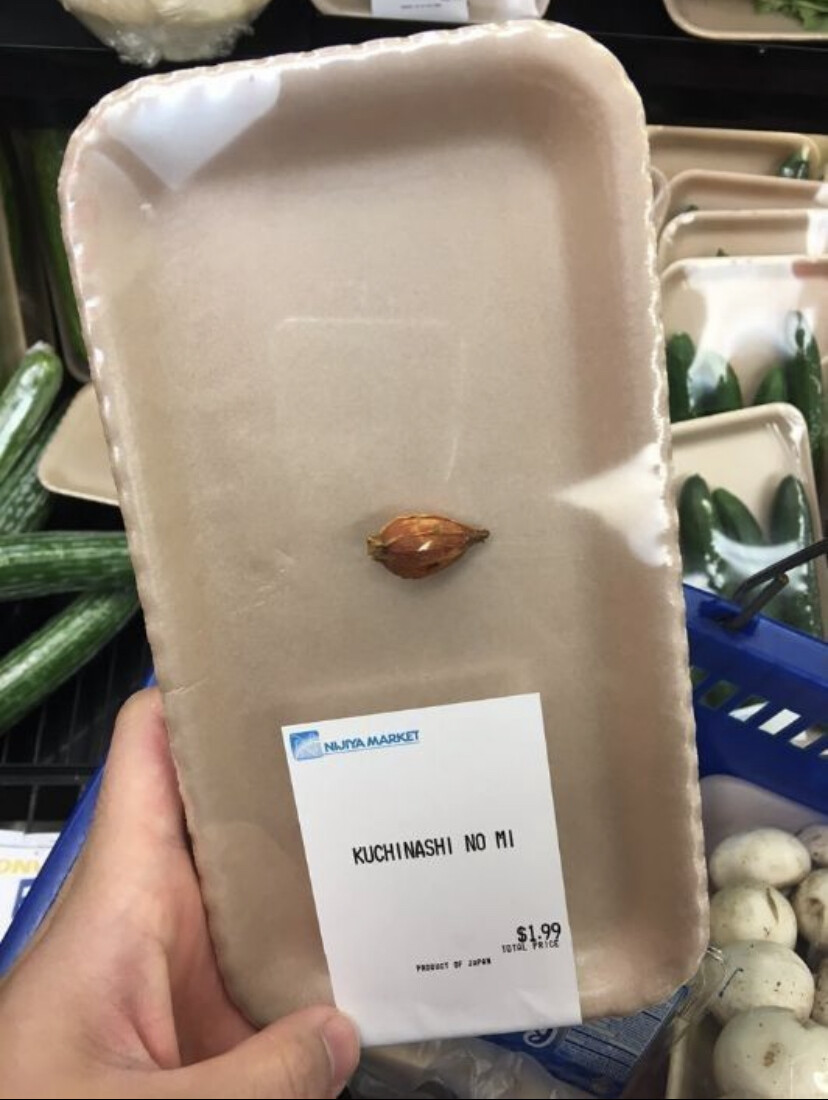 NIJIYA MARKET
KUCHINASHI NO MI
$1.99
TOTAL PRICE
PRODUCT OF JAPAN